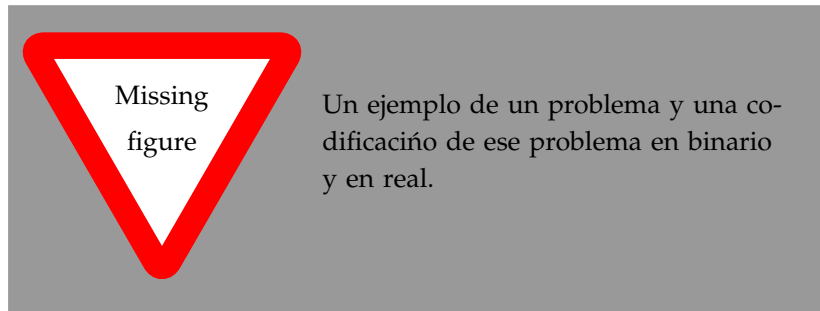 Missing
figure
Un ejemplo de un problema y una co-
dificacińo de ese problema en binario
y en real.